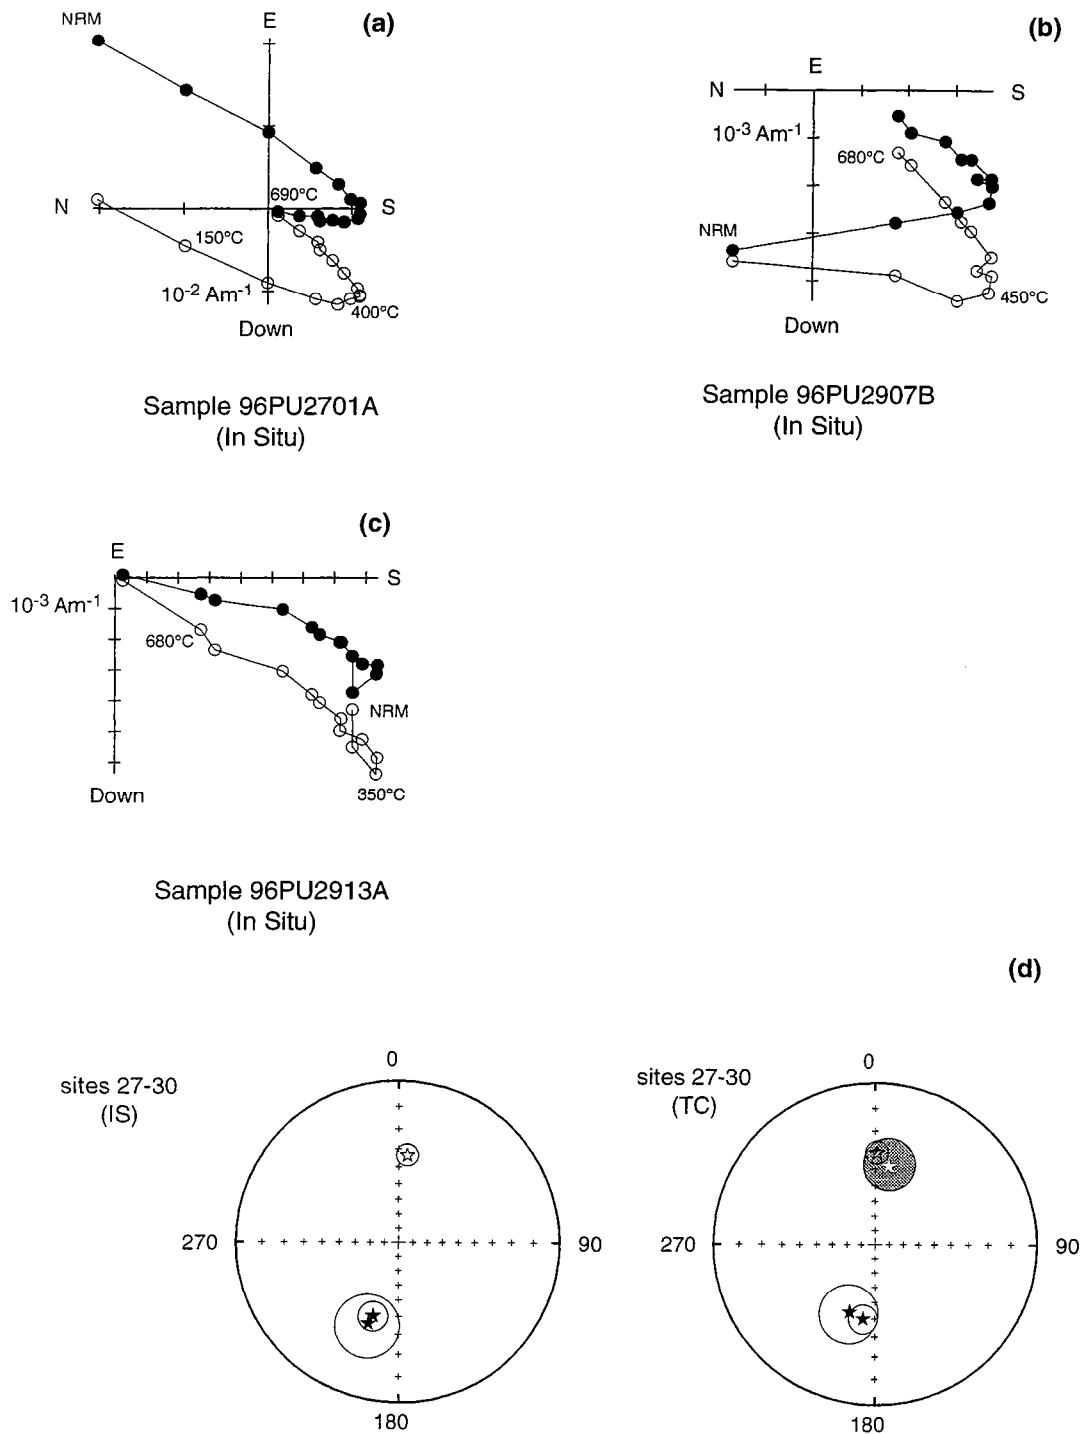 (a)
NRM
E
N
S
690°C
150°C
10-2 Am-1
400°C
Down
Sample 96PU2701A
(In Situ)
(b)
E
N
S
10-3 Am-1
680°C
NRM
450°C
Down
Sample 96PU2907B
(In Situ)
(c)
E
S
10-3 Am-1
680°C
NRM
350°C
Down
Sample 96PU2913A
(In Situ)
(d)
sites 27-30
(IS)
0
270
90
180
sites 27-30
(TC)
0
270
90
180